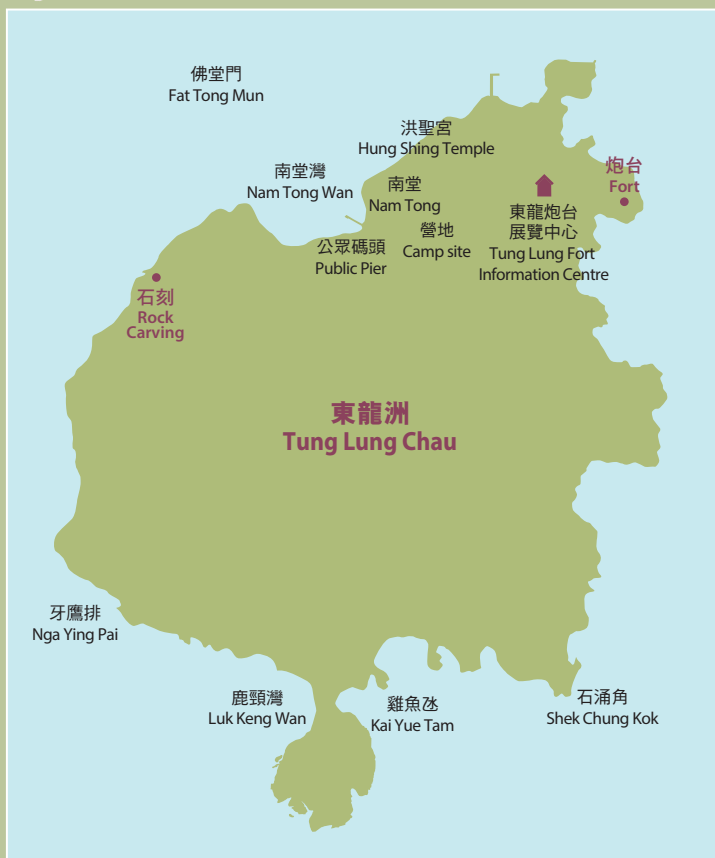 佛堂門
Fat Tong Mun
洪聖宮
Hung Shing Temple
南堂灣
Nam Tong Wan
南堂
Nam Tong
炮台
Fort
公眾碼頭
Public Pier
營地
Camp site
東龍炮台
展覽中心
Tung Lung Fort
Information Centre
石刻
Rock
Carving
東龍洲
Tung Lung Chau
牙鷹排
Nga Ying Pai
鹿頸灣
Luk Keng Wan
雞魚氹
Kai Yue Tam
石涌角
Shek Chung Kok